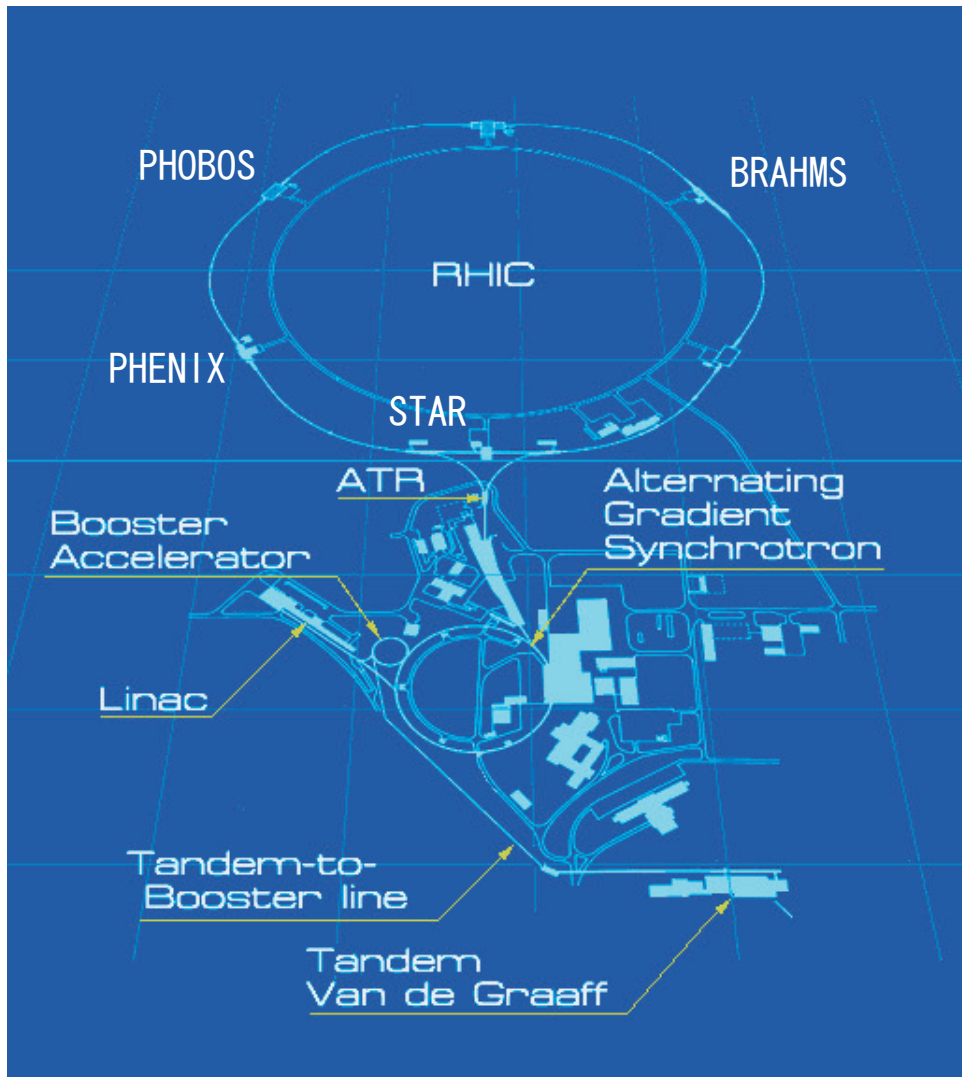 PHOBOS
BRAHMS
RHIC
PHENIX
STAR
ATR
Alternating
Gradient
Synchrotron
Booster
Accelerator
Linac
Tandem-to-
Booster line
Tandem
Van de Graaff